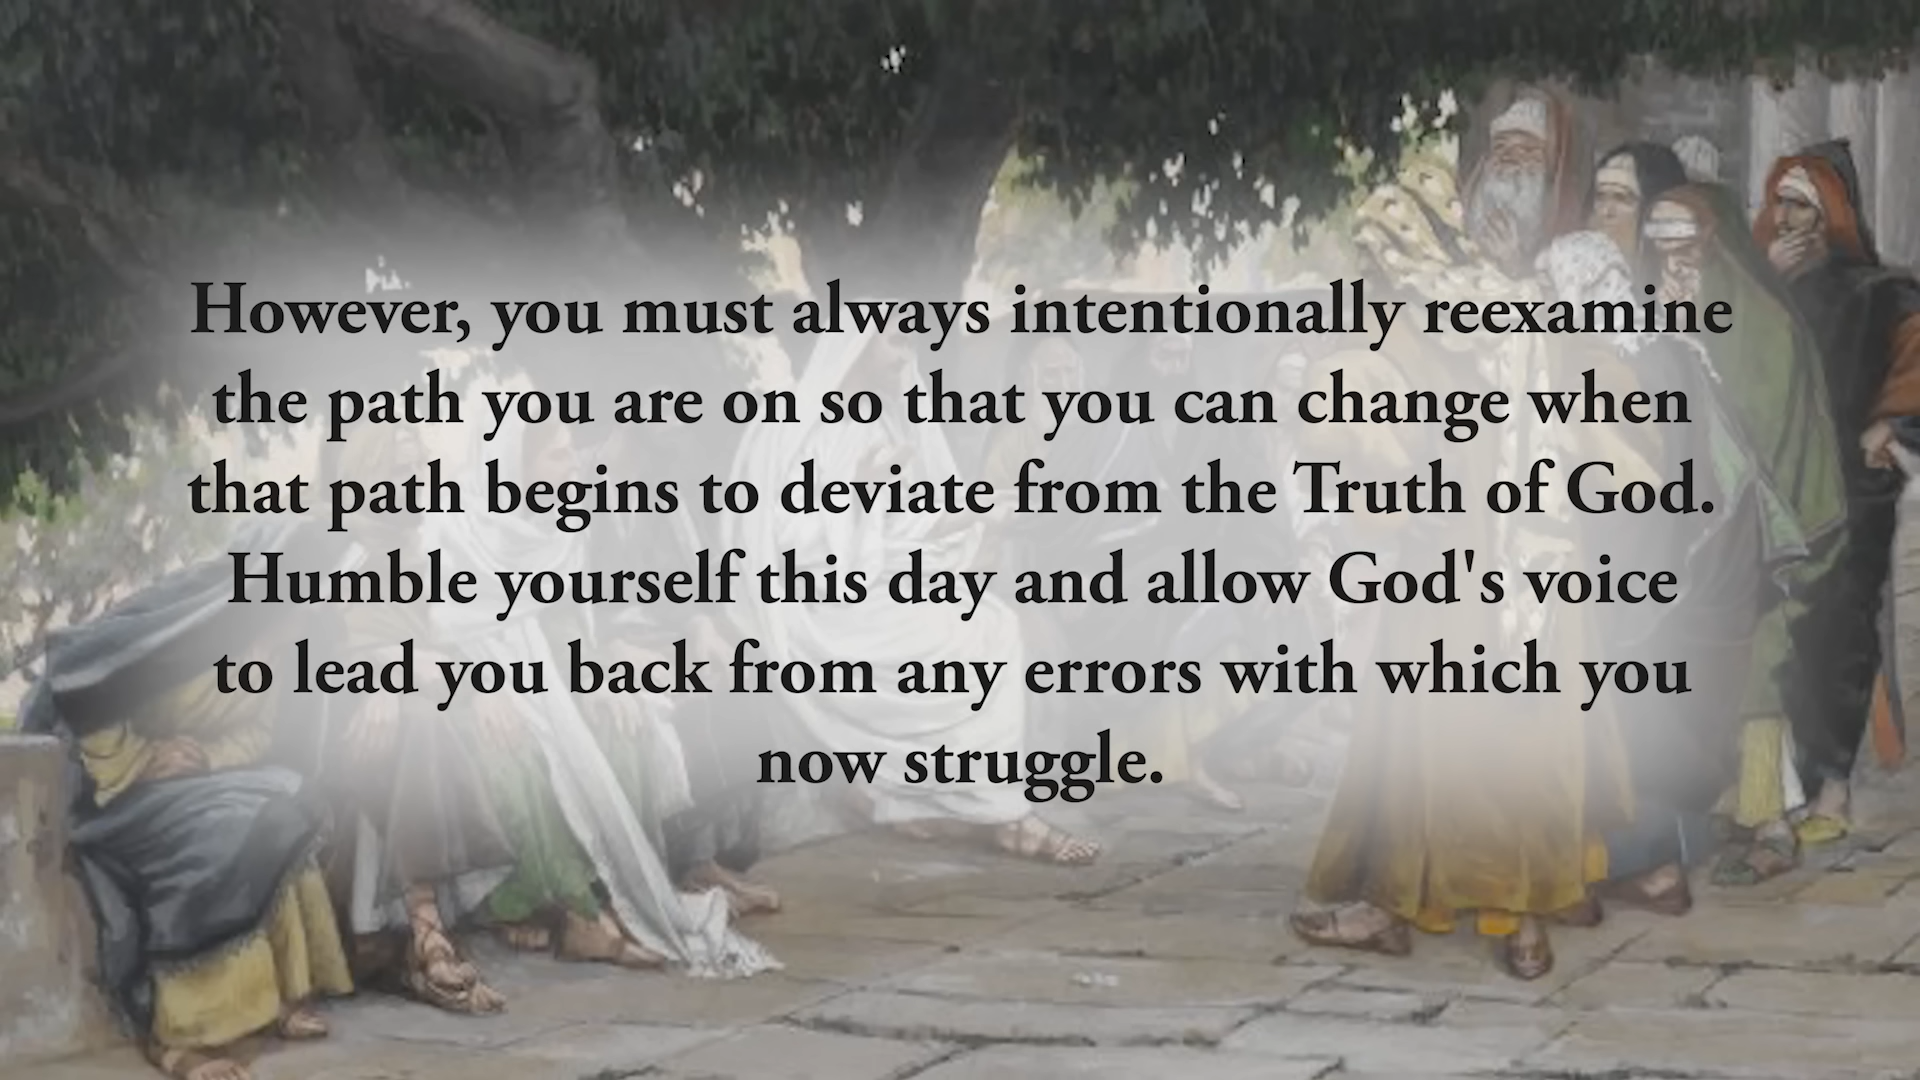 However, you must always intentionally reexamine
the path you are on so that you can change when
that path begins to deviate from the Truth of God.
Humble yourself this day and allow God's voice
to lead you back from any errors with which you
now struggle.